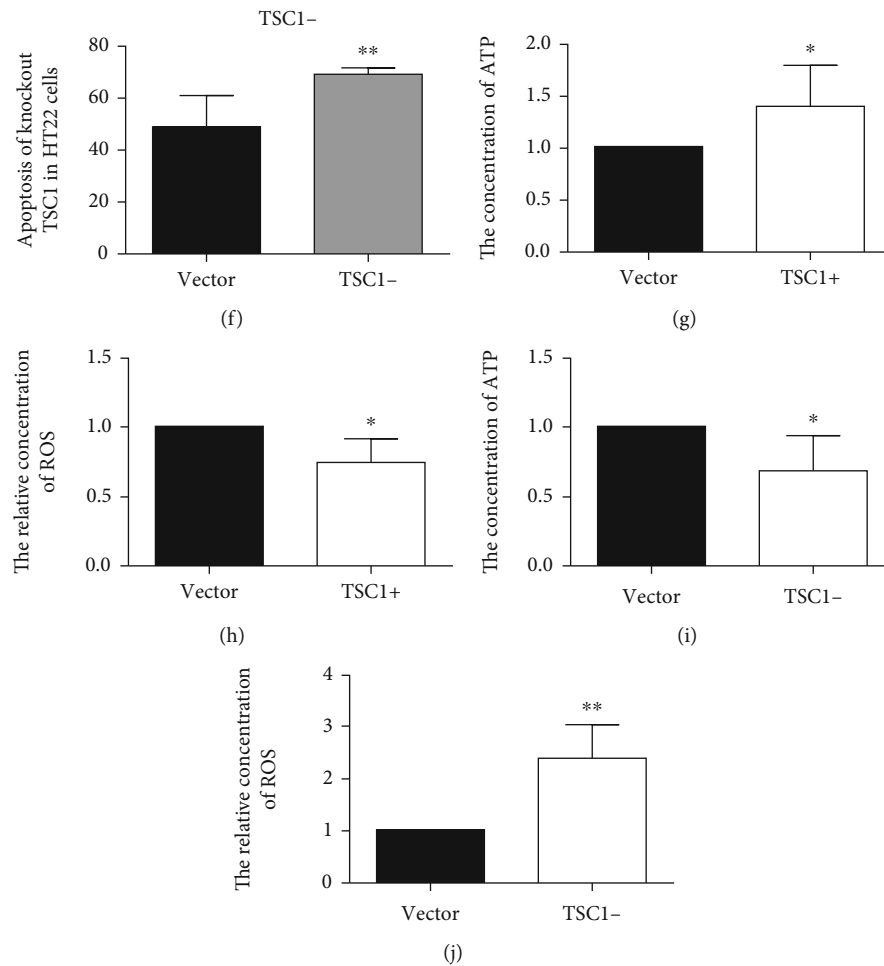 TSC1–
Apoptosis of knockout
TSC1 in HT22 cells
80
60
40
20
0
**
Vector
TSC1–
(f)
The concentration of ATP
2.0
1.5
1.0
0.5
0.0
*
Vector
TSC1+
(g)
The relative concentration
of ROS
1.5
1.0
0.5
0.0
*
Vector
TSC1+
(h)
The concentration of ATP
1.5
1.0
0.5
0.0
*
Vector
TSC1–
(i)
The relative concentration
of ROS
4
3
2
1
0
**
Vector
TSC1–
(j)